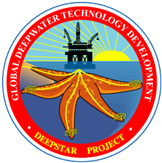 GLOBAL DEEPWATER TECHNOLOGY DEVELOPMENT
· DEEPSTAR PROJECT ·